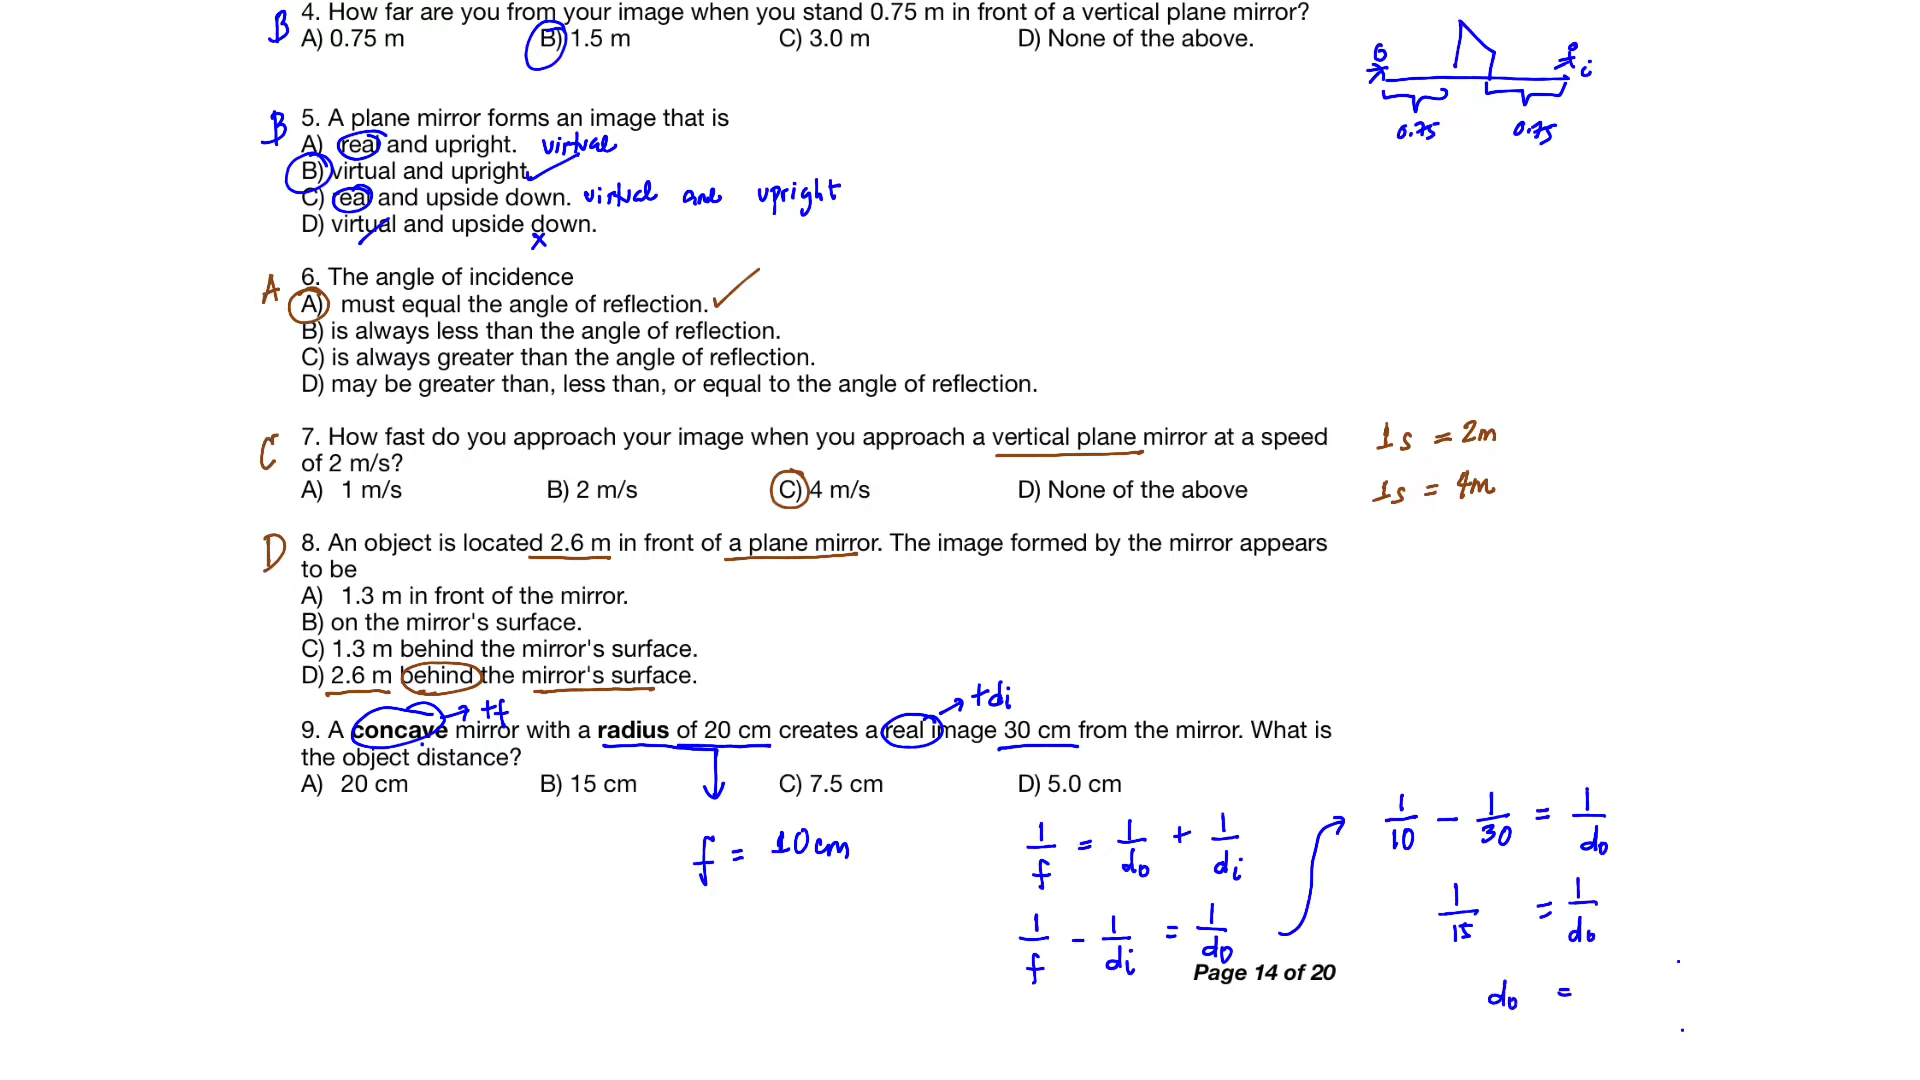 B 4. How far are you from your image when you stand 0.75 m in front of a vertical plane mirror?
A) 0.75 m B) 1.5 m C) 3.0 m D) None of the above.
0.75 0.75
i
B 5. A plane mirror forms an image that is
A) real and upright. virtual
B) virtual and upright.
C) real and upside down. virtual and upright
D) virtual and upside down.
x
A 6. The angle of incidence
A) must equal the angle of reflection.
B) is always less than the angle of reflection.
C) is always greater than the angle of reflection.
D) may be greater than, less than, or equal to the angle of reflection.
C 7. How fast do you approach your image when you approach a vertical plane mirror at a speed 1s = 2m
of 2 m/s?
A) 1 m/s B) 2 m/s C) 4 m/s D) None of the above 1s = 4m
D 8. An object is located 2.6 m in front of a plane mirror. The image formed by the mirror appears
to be
A) 1.3 m in front of the mirror.
B) on the mirror's surface.
C) 1.3 m behind the mirror's surface.
D) 2.6 m behind the mirror's surface.
+f +di
9. A concave mirror with a radius of 20 cm creates a real image 30 cm from the mirror. What is
the object distance?
A) 20 cm B) 15 cm C) 7.5 cm D) 5.0 cm
f = 10cm
1/f = 1/do + 1/di
1/f - 1/di = 1/do
1/10 - 1/30 = 1/do
1/15 = 1/do
do =
Page 14 of 20